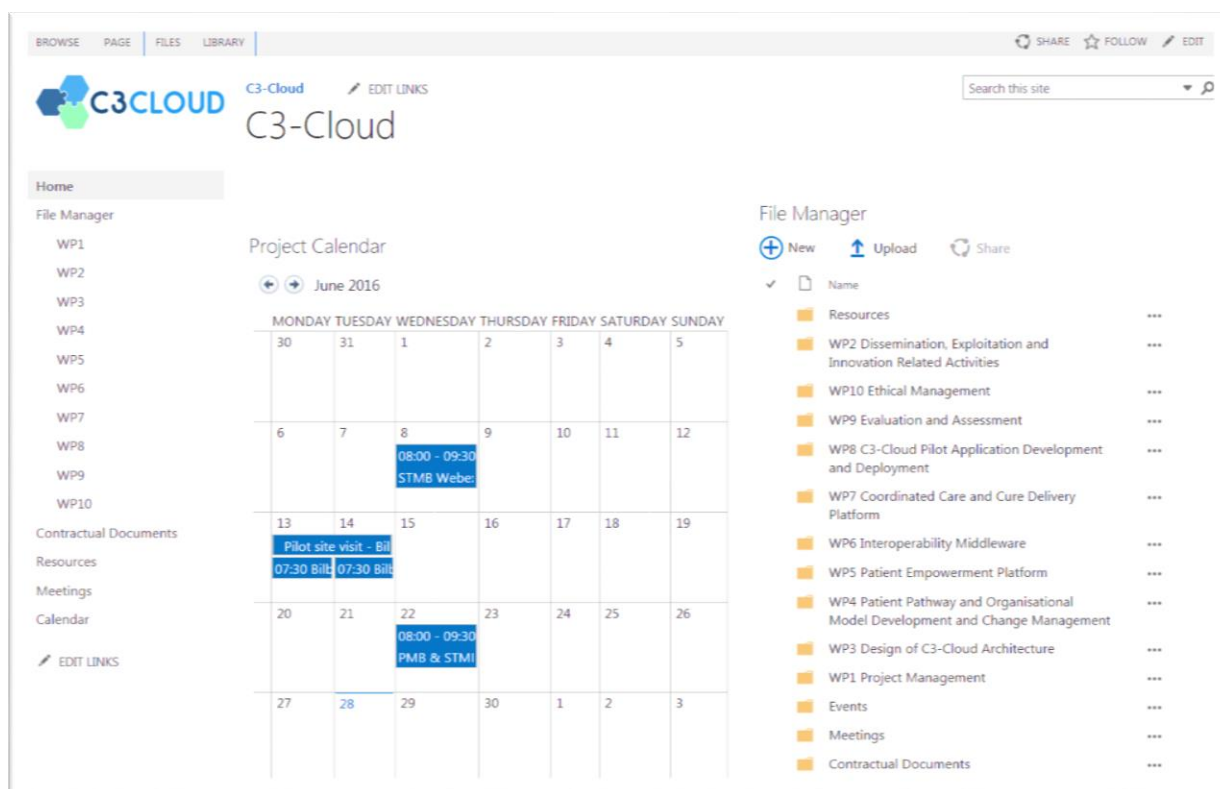 BROWSE PAGE FILES LIBRARY
SHARE FOLLOW EDIT
C3CLOUD
C3-Cloud EDIT LINKS
Search this site
C3-Cloud
Home
File Manager
WP1
WP2
WP3
WP4
WP5
WP6
WP7
WP8
WP9
WP10
Contractual Documents
Resources
Meetings
Calendar
EDIT LINKS
Project Calendar
June 2016
MONDAY TUESDAY WEDNESDAY THURSDAY FRIDAY SATURDAY SUNDAY
30 31 1 2 3 4 5
6 7 8 9 10 11 12
08:00 - 09:30
STMB Webe
13 14 15 16 17 18 19
Pilot site visit - Bil
07:30 Bilb 07:30 Bilb
20 21 22 23 24 25 26
08:00 - 09:30
PMB & STM
27 28 29 30 1 2 3
File Manager
New Upload Share
Name
Resources ...
WP2 Dissemination, Exploitation and ...
Innovation Related Activities
WP10 Ethical Management ...
WP9 Evaluation and Assessment ...
WP8 C3-Cloud Pilot Application Development ...
and Deployment
WP7 Coordinated Care and Cure Delivery ...
Platform
WP6 Interoperability Middleware ...
WP5 Patient Empowerment Platform ...
WP4 Patient Pathway and Organisational ...
Model Development and Change Management
WP3 Design of C3-Cloud Architecture ...
WP1 Project Management ...
Events ...
Meetings ...
Contractual Documents ...